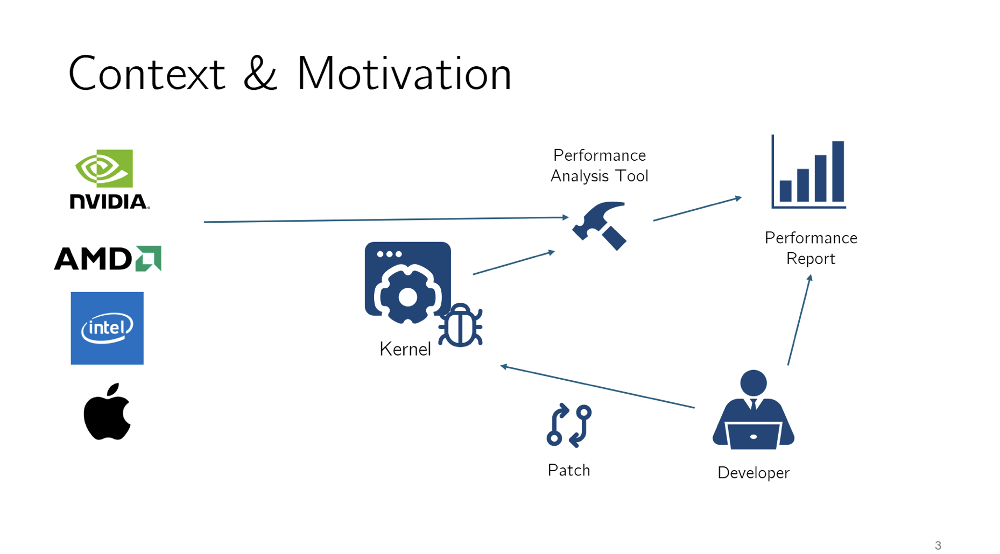 Context & Motivation
NVIDIA
AMD
intel
Performance
Analysis Tool
Performance
Report
Kernel
Patch
Developer
3